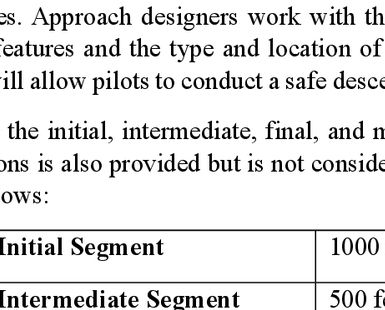 es. Approach designers work with th
features and the type and location of
will allow pilots to conduct a safe desce
the initial, intermediate, final, and m
ons is also provided but is not conside
lows:
Initial Segment 1000
Intermediate Segment 500 fe